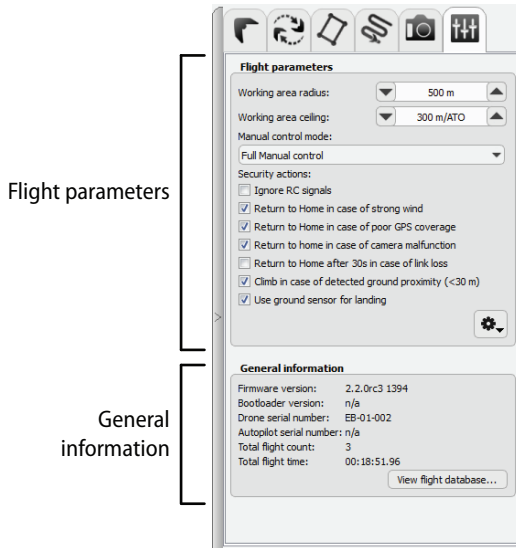 Flight parameters
Working area radius: 500 m
Working area ceiling: 300 m/ATO
Manual control mode:
Full Manual control
Security actions:
Ignore RC signals
Return to Home in case of strong wind
Return to Home in case of poor GPS coverage
Return to home in case of camera malfunction
Return to Home after 30s in case of link loss
Climb in case of detected ground proximity (<30 m)
Use ground sensor for landing
Flight parameters
General information
Firmware version: 2.2.0rc3 1394
Bootloader version: n/a
Drone serial number: EB-01-002
Autopilot serial number: n/a
Total flight count: 3
Total flight time: 00:18:51.96
View flight database...
General
information